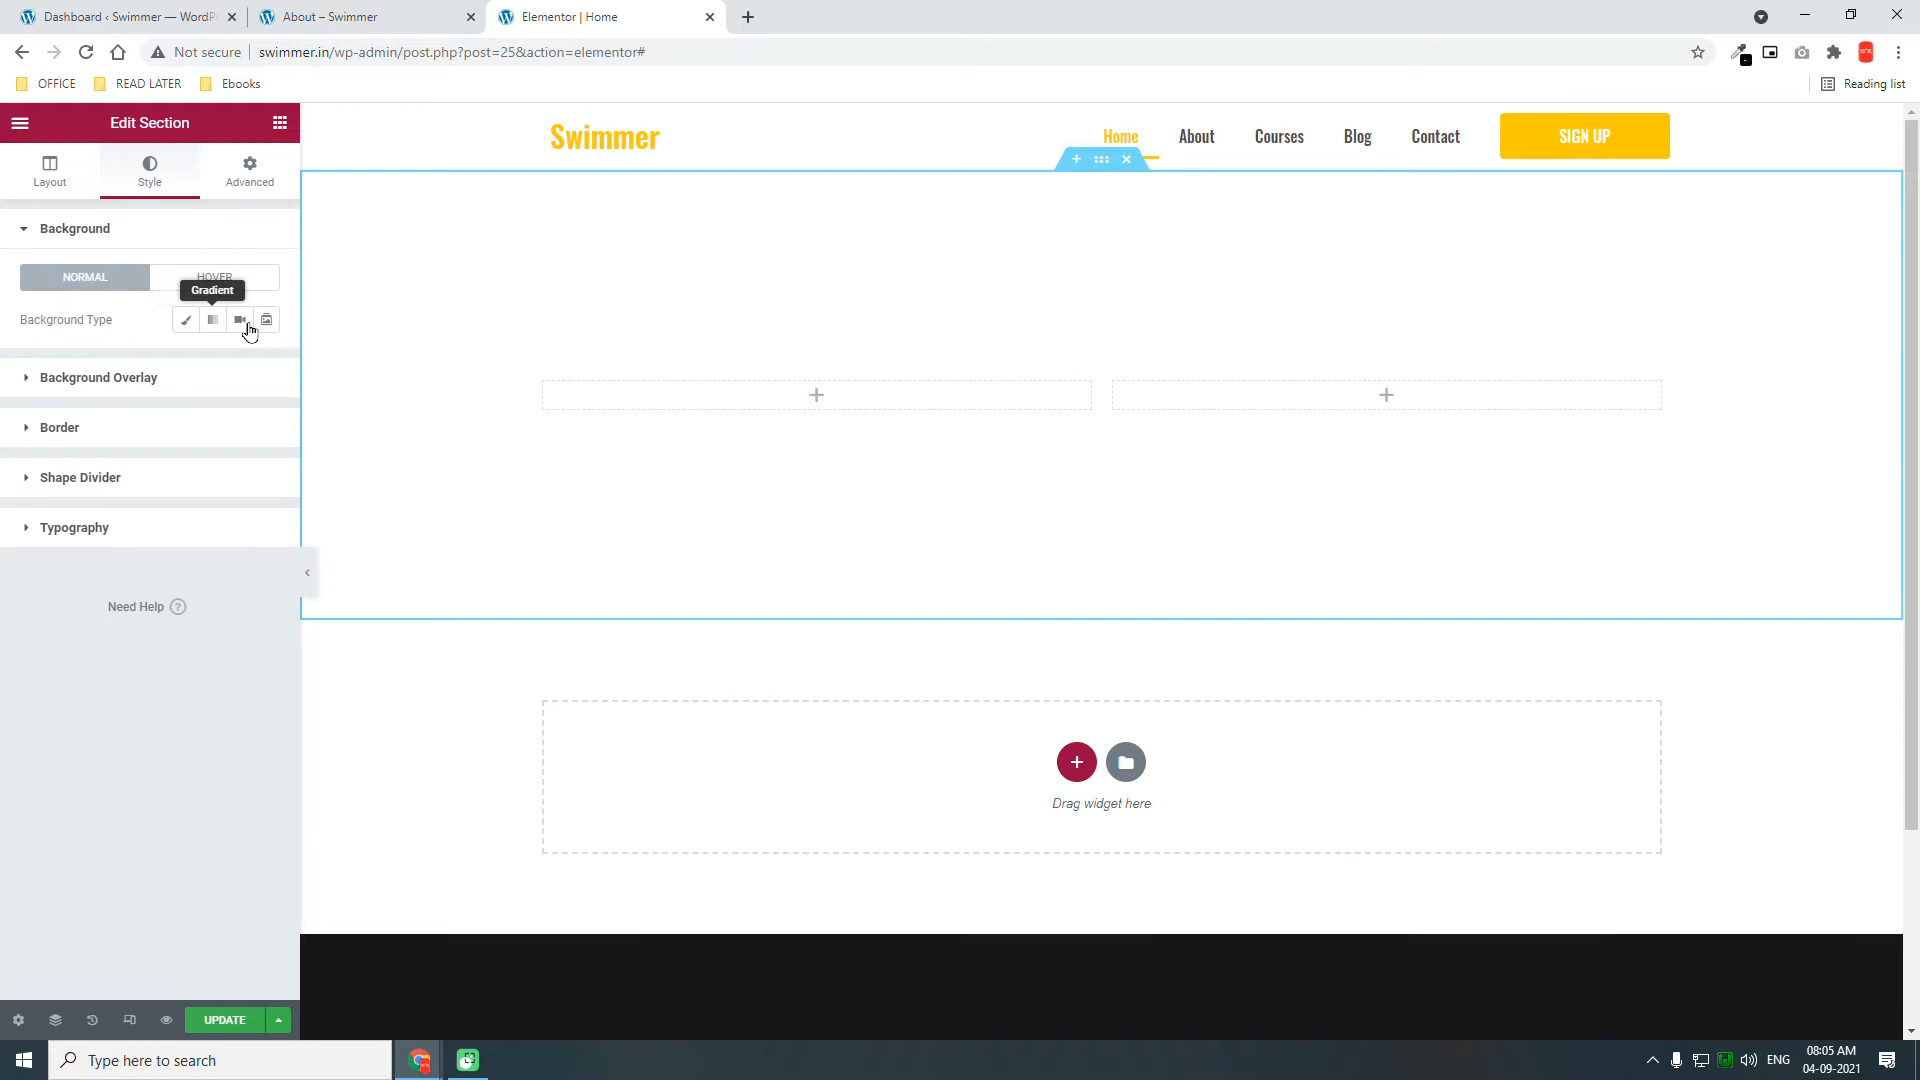 Dashboard ‹ Swimmer — WordP
About – Swimmer
Elementor | Home
Not secure
swimmer.in/wp-admin/post.php?post=25&action=elementor#
OFFICE
READ LATER
Ebooks
Reading list
Edit Section
Layout
Style
Advanced
Background
NORMAL
HOVER
Gradient
Background Type
Background Overlay
Border
Shape Divider
Typography
Need Help
UPDATE
Swimmer
Home
About
Courses
Blog
Contact
SIGN UP
Drag widget here
Type here to search
ENG
08:05 AM
04-09-2021